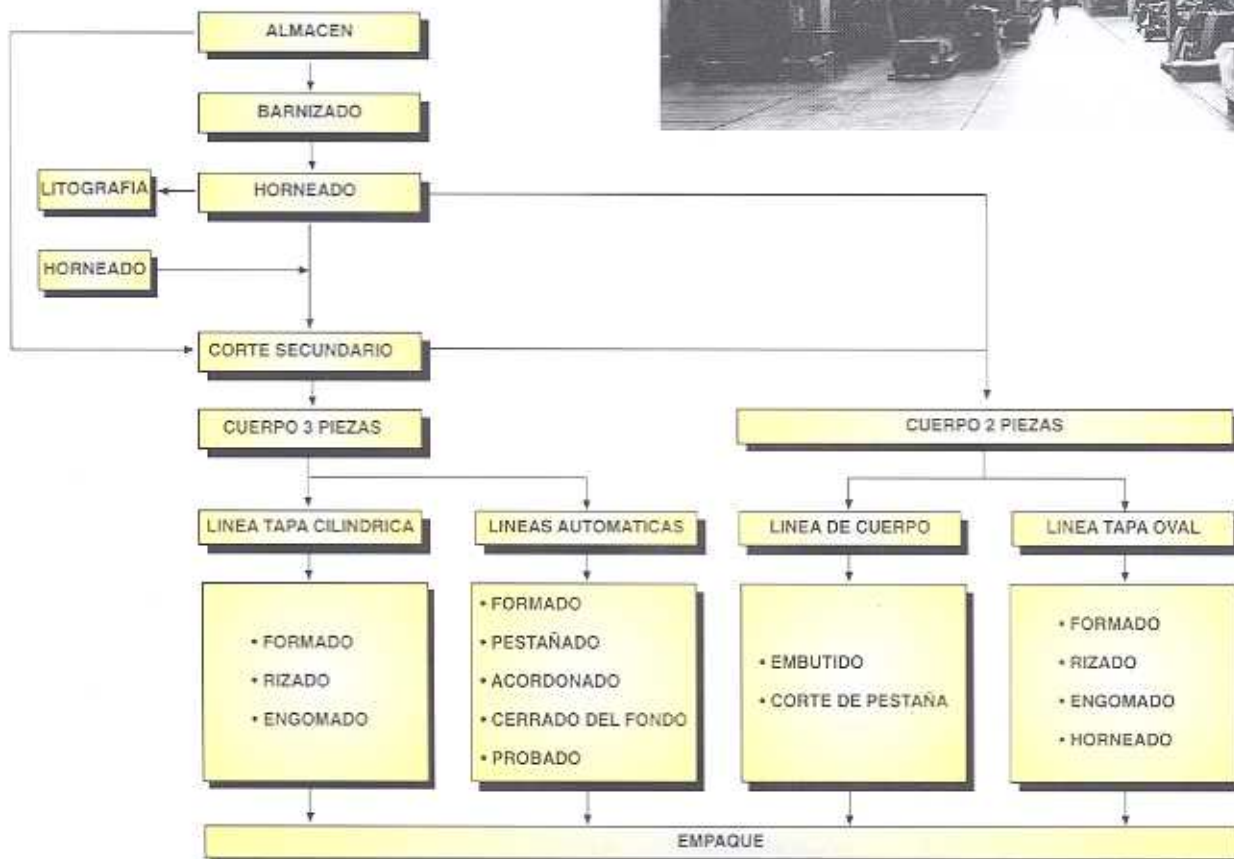 ALMACEN
BARNIZADO
LITOGRAFIA
HORNEADO
HORNEADO
CORTE SECUNDARIO
CUERPO 3 PIEZAS
CUERPO 2 PIEZAS
LINEA TAPA CILINDRICA
LINEAS AUTOMATICAS
LINEA DE CUERPO
LINEA TAPA OVAL
• FORMADO
• RIZADO
• ENGOMADO
• FORMADO
• PESTAÑADO
• ACORDONADO
• CERRADO DEL FONDO
• PROBADO
• EMBUTIDO
• CORTE DE PESTAÑA
• FORMADO
• RIZADO
• ENGOMADO
• HORNEADO
EMPAQUE